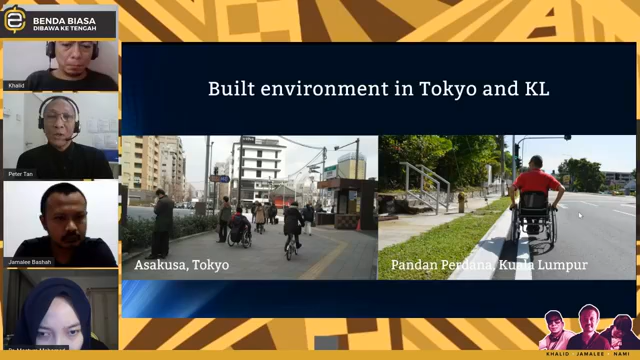 BENDA BIASA
DIBAWA KE TENGAH
Khalid
Peter Tan
Jamalee Bashah
Built environment in Tokyo and KL
Asakusa, Tokyo
Pandan Perdana, Kuala Lumpur
KHALID JAMALEE NAMI